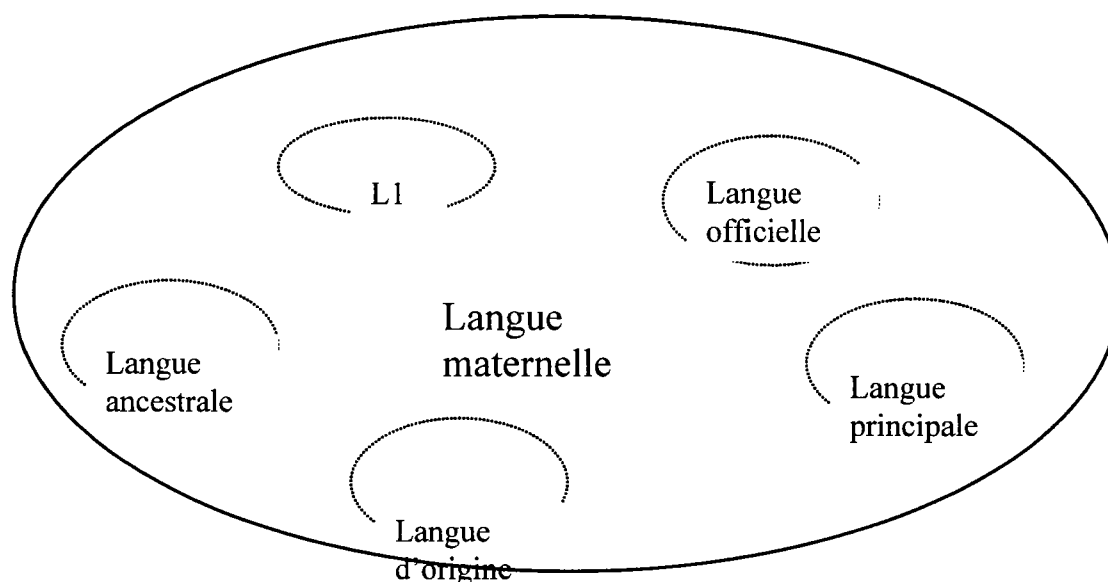 L1
Langue
officielle
Langue
maternelle
Langue
ancestrale
Langue
principale
Langue
d'origine